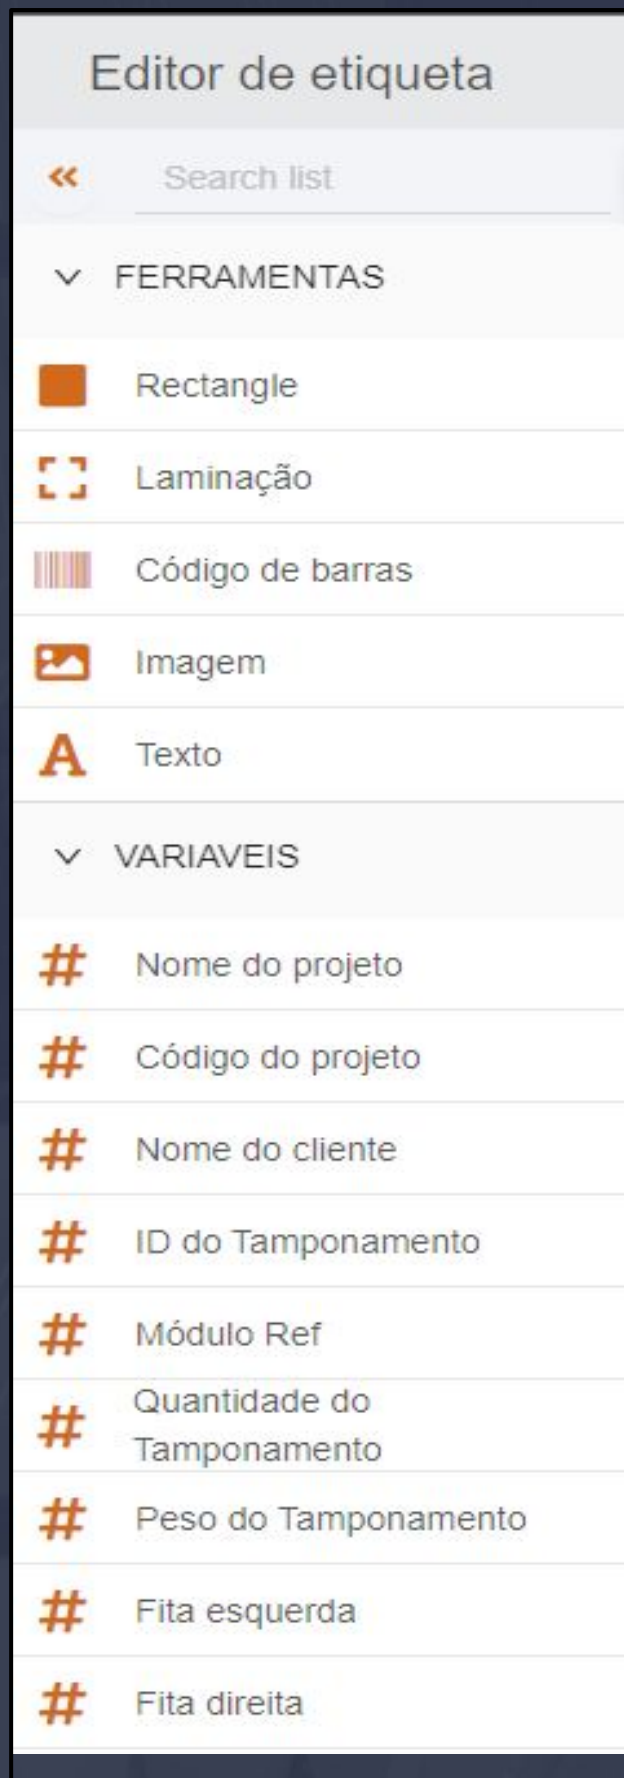 Editor de etiqueta
Search list
FERRAMENTAS
Rectangle
Laminação
Código de barras
Imagem
Texto
VARIAVEIS
Nome do projeto
Código do projeto
Nome do cliente
ID do Tamponamento
Módulo Ref
Quantidade do
Tamponamento
Peso do Tamponamento
Fita esquerda
Fita direita